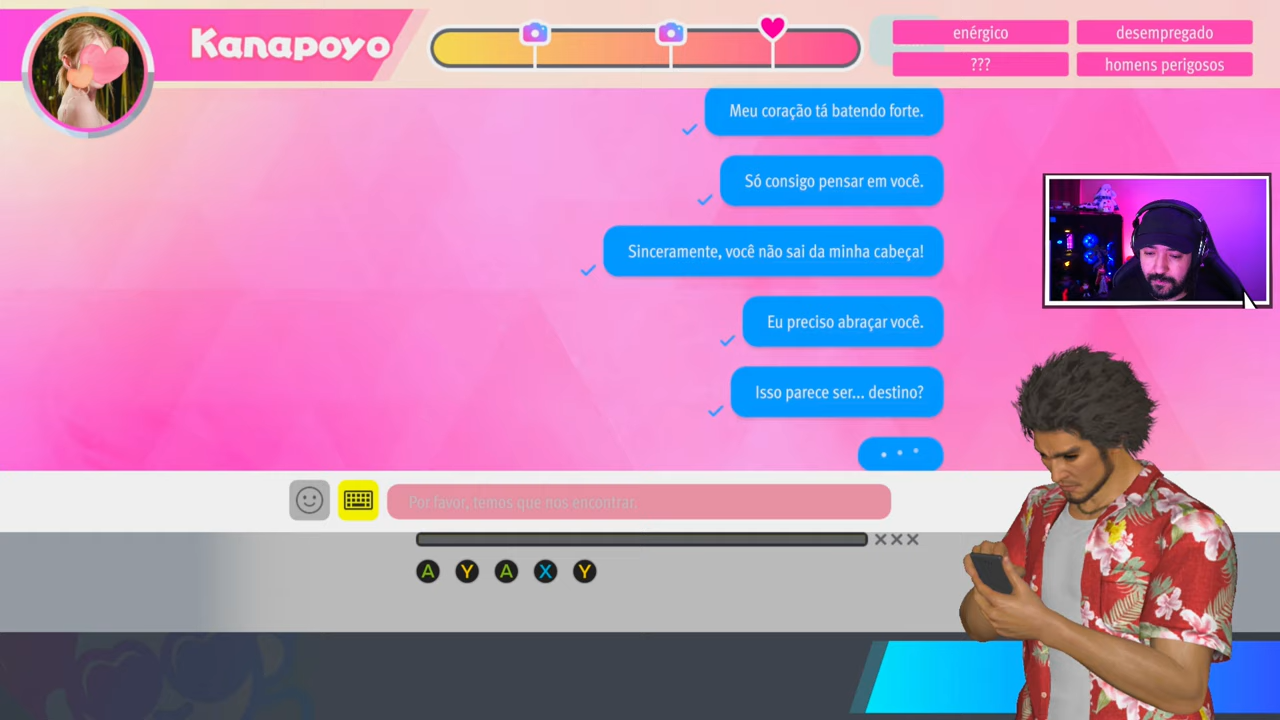 Kanapoyo
enérgico
desempregado
???
homens perigosos
Meu coração tá batendo forte.
Só consigo pensar em você.
Sinceramente, você não sai da minha cabeça!
Eu preciso abraçar você.
Isso parece ser... destino?
Por favor, temos que nos encontrar.
A Y A X Y